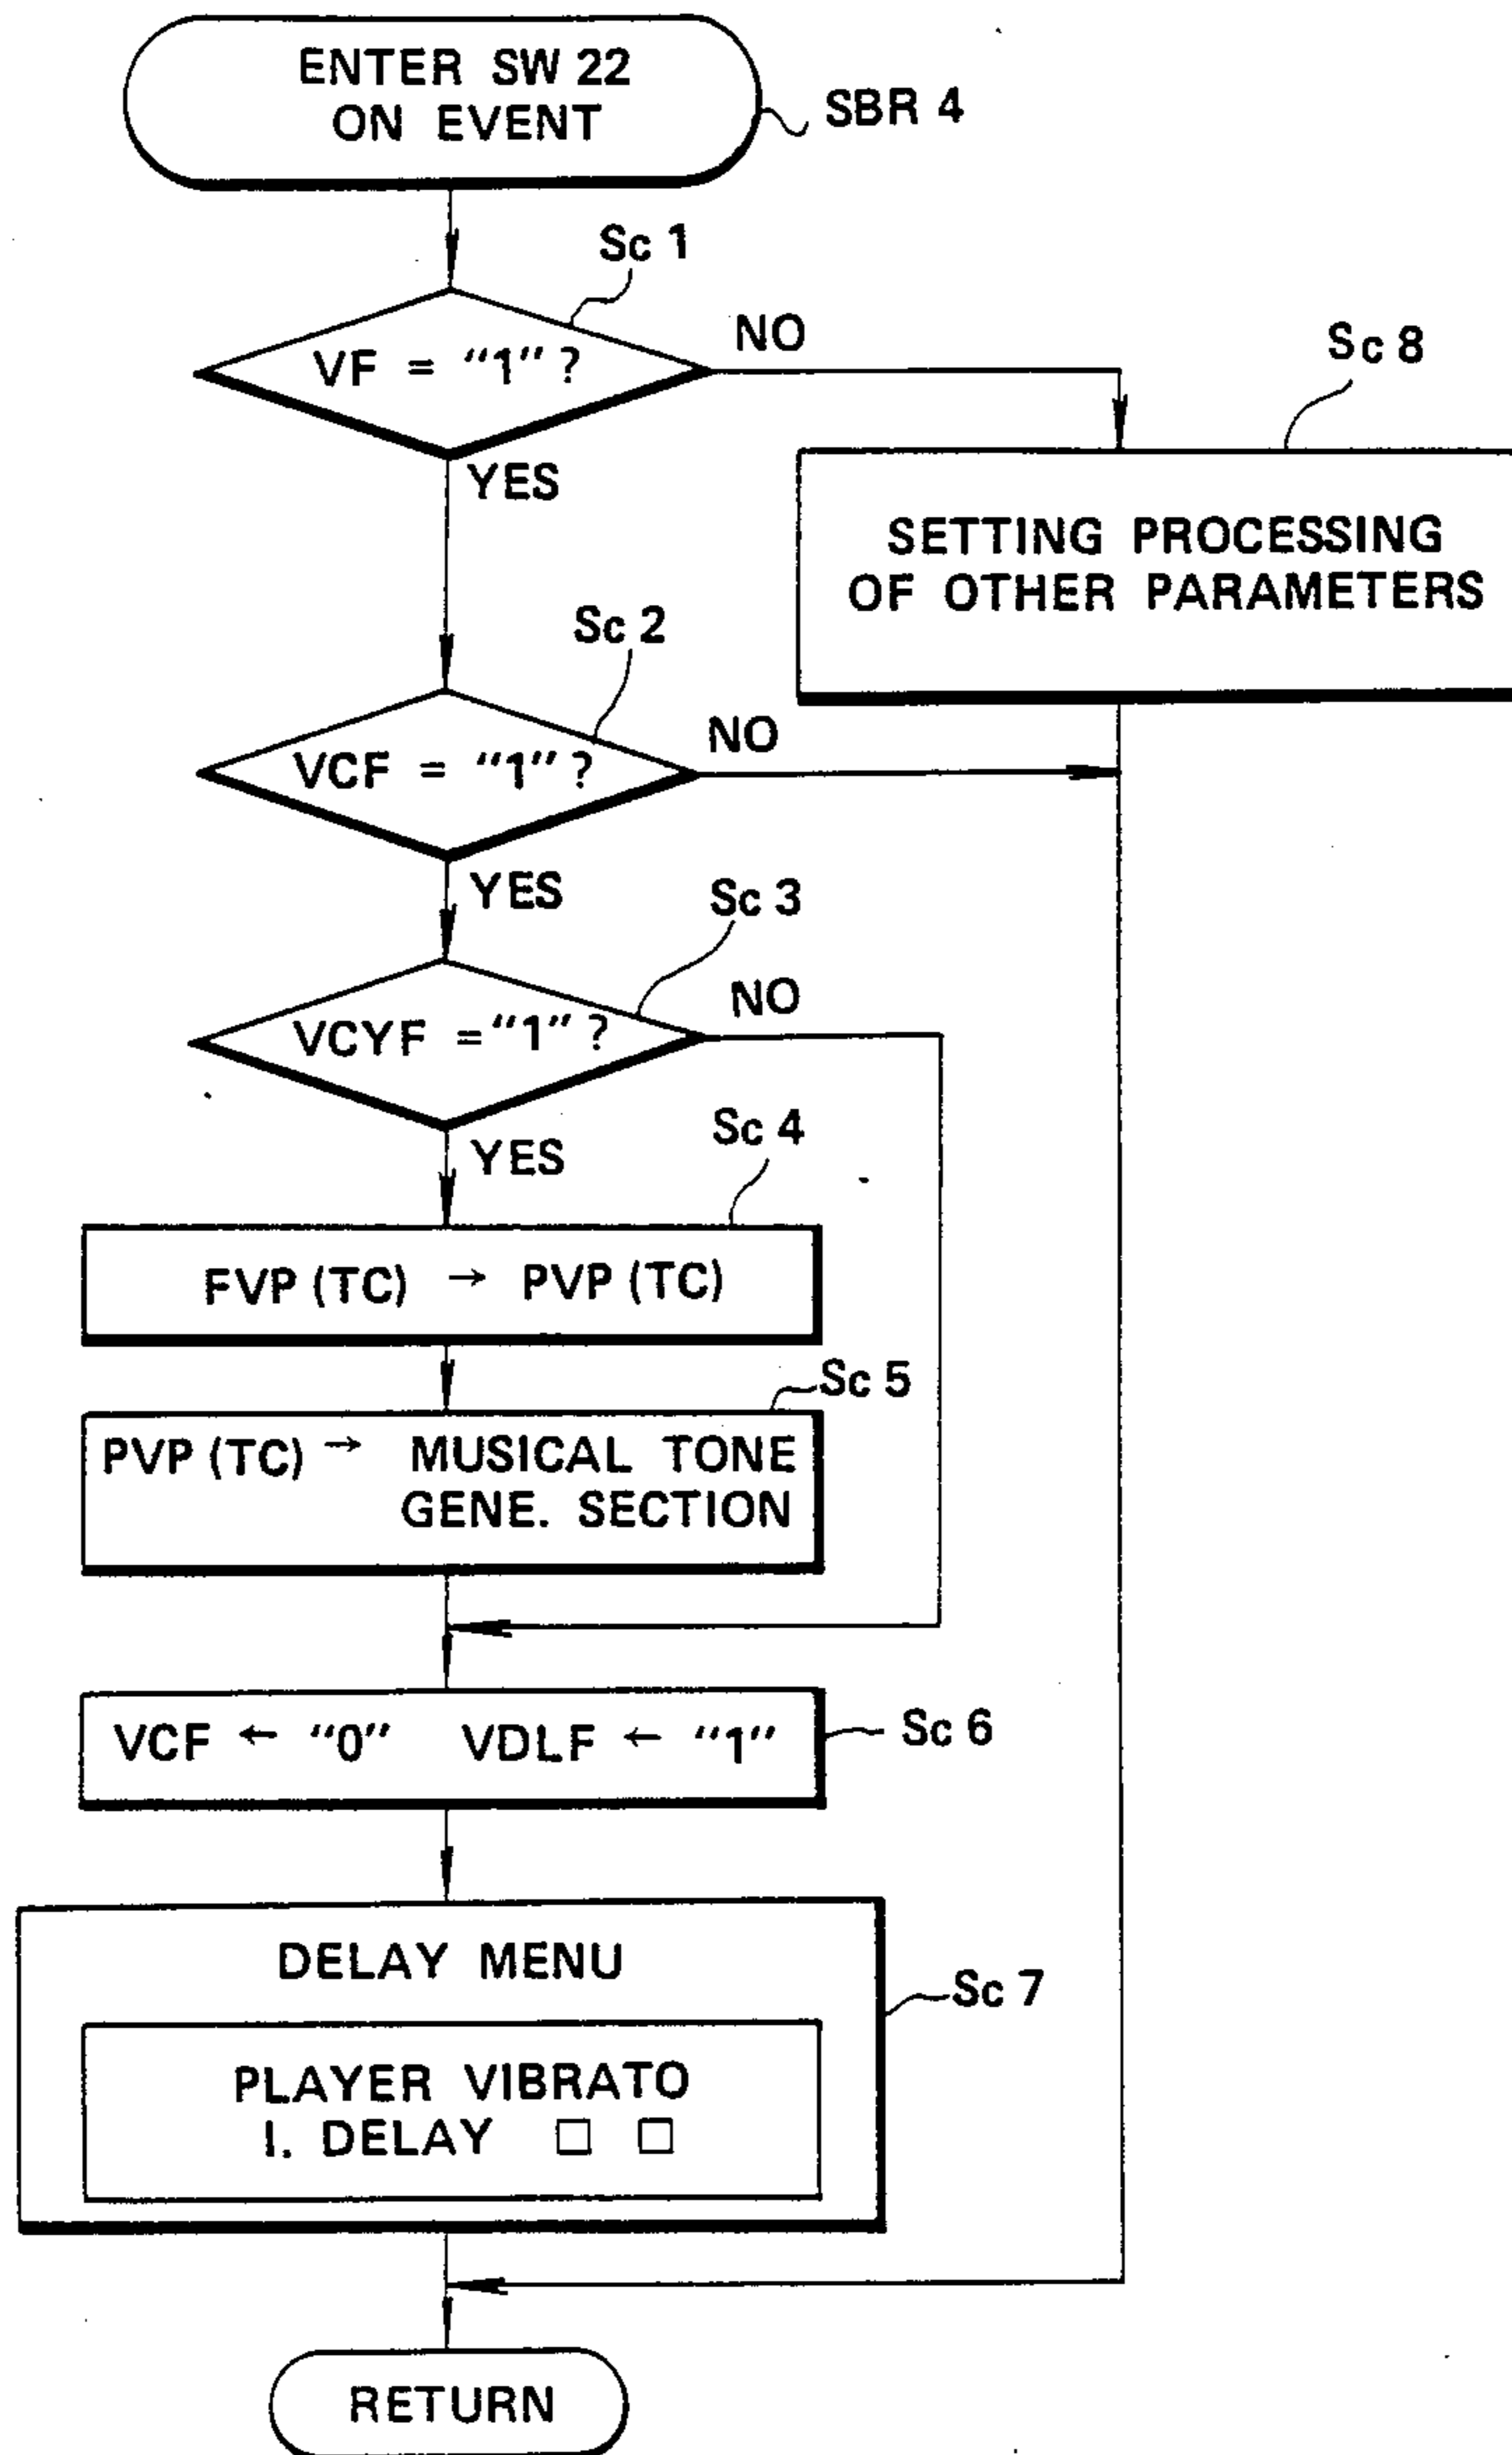 ENTER SW 22
ON EVENT
SBR 4
Sc 1
VF = "1" ?
NO
YES
Sc 8
SETTING PROCESSING
OF OTHER PARAMETERS
Sc 2
VCF = "1" ?
NO
YES
Sc 3
VCYF = "1" ?
NO
YES
Sc 4
FVP (TC) → PVP (TC)
Sc 5
PVP (TC) → MUSICAL TONE
GENE. SECTION
VCF ← "0" VDLF ← "1"
Sc 6
DELAY MENU
Sc 7
PLAYER VIBRATO
I. DELAY □ □
RETURN